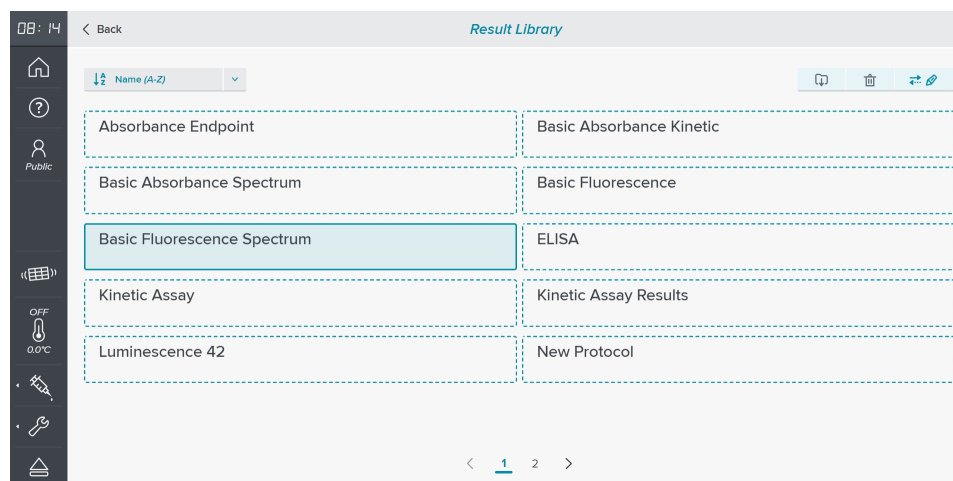 08:14
Back
Result Library
Name (A-Z)
Public
Absorbance Endpoint
Basic Absorbance Kinetic
Basic Absorbance Spectrum
Basic Fluorescence
Basic Fluorescence Spectrum
ELISA
Kinetic Assay
Kinetic Assay Results
OFF
0.0°C
Luminescence 42
New Protocol
1 2